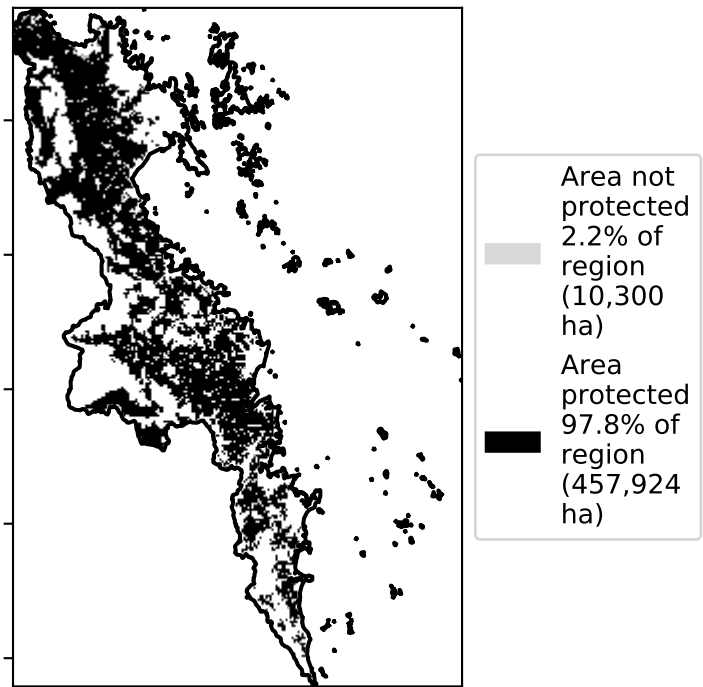 Area not
protected
2.2% of
region
(10,300
ha)
Area
protected
97.8% of
region
(457,924
ha)